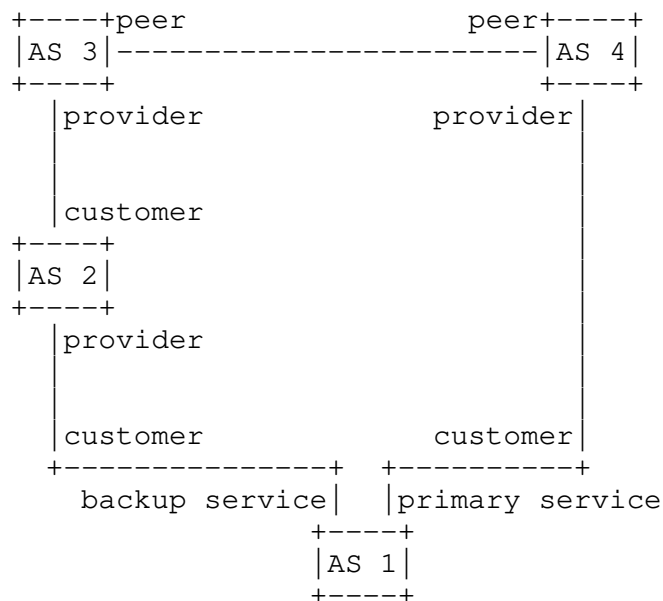 peer peer
AS 3 AS 4
provider provider
customer
AS 2
provider
customer customer
backup service primary service
AS 1